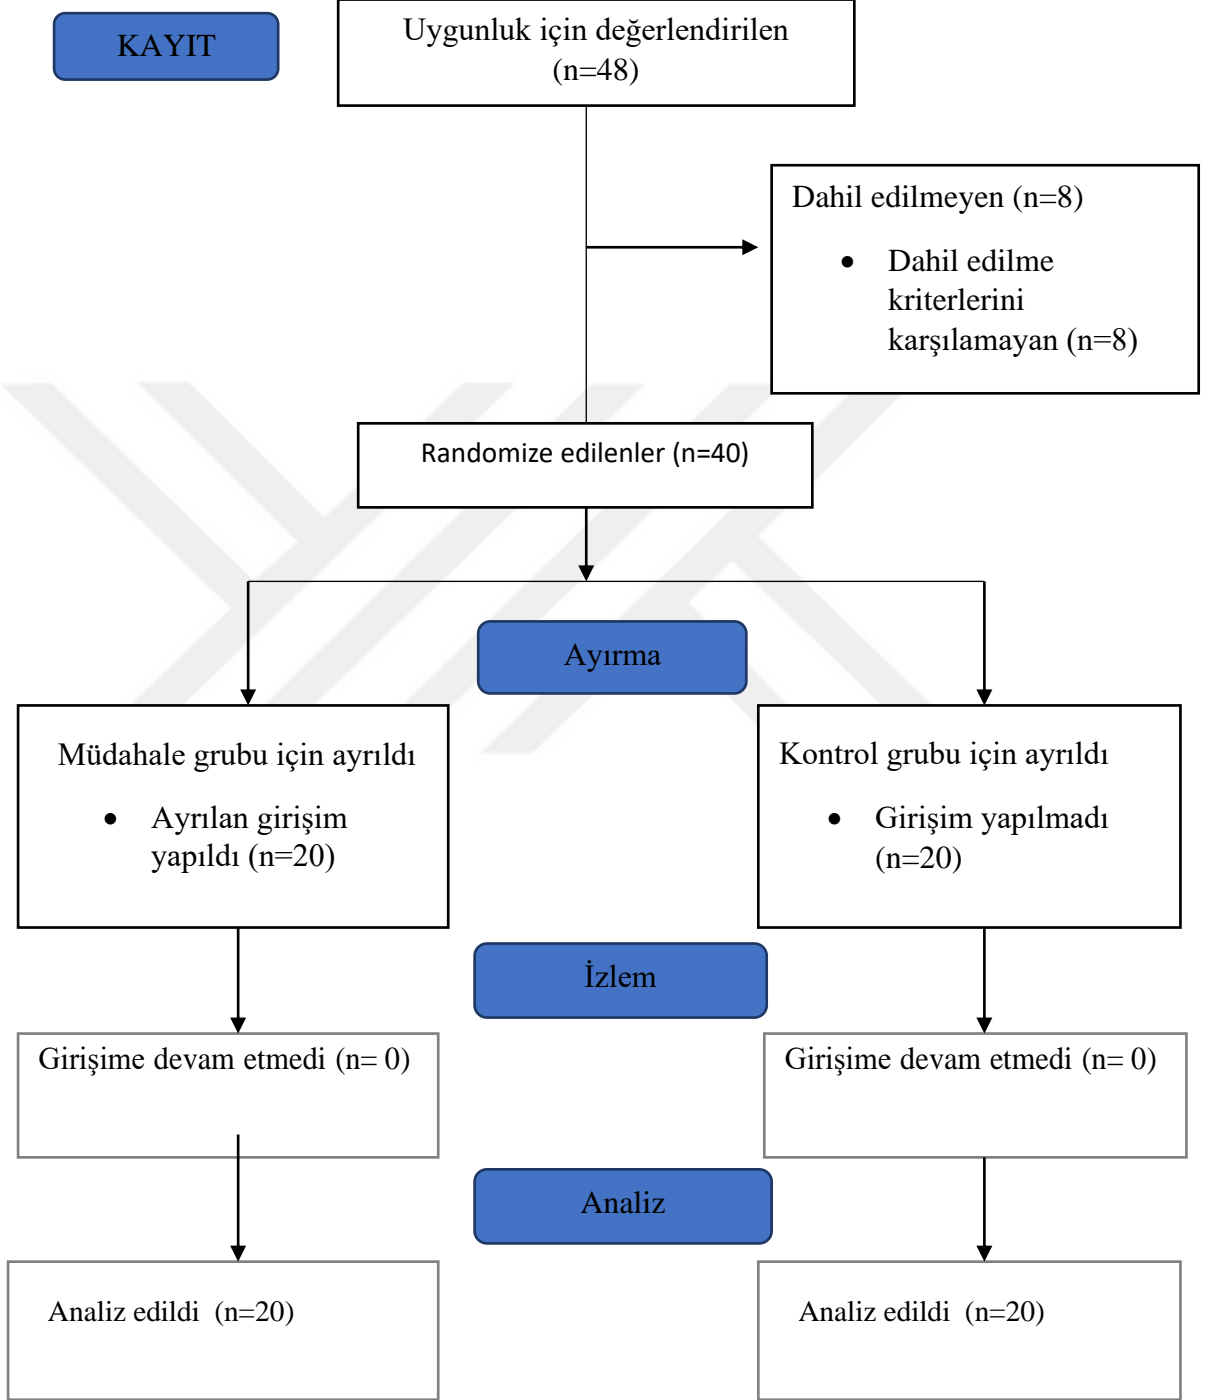 KAYIT
Uygunluk için değerlendirilen
(n=48)
Dahil edilmeyen (n=8)
• Dahil edilme
kriterlerini
karşılamayan (n=8)
Randomize edilenler (n=40)
Ayırma
Müdahale grubu için ayrıldı
• Ayrılan girişim
yapıldı (n=20)
Kontrol grubu için ayrıldı
• Girişim yapılmadı
(n=20)
İzlem
Girişime devam etmedi (n= 0)
Girişime devam etmedi (n= 0)
Analiz
Analiz edildi  (n=20)
Analiz edildi  (n=20)